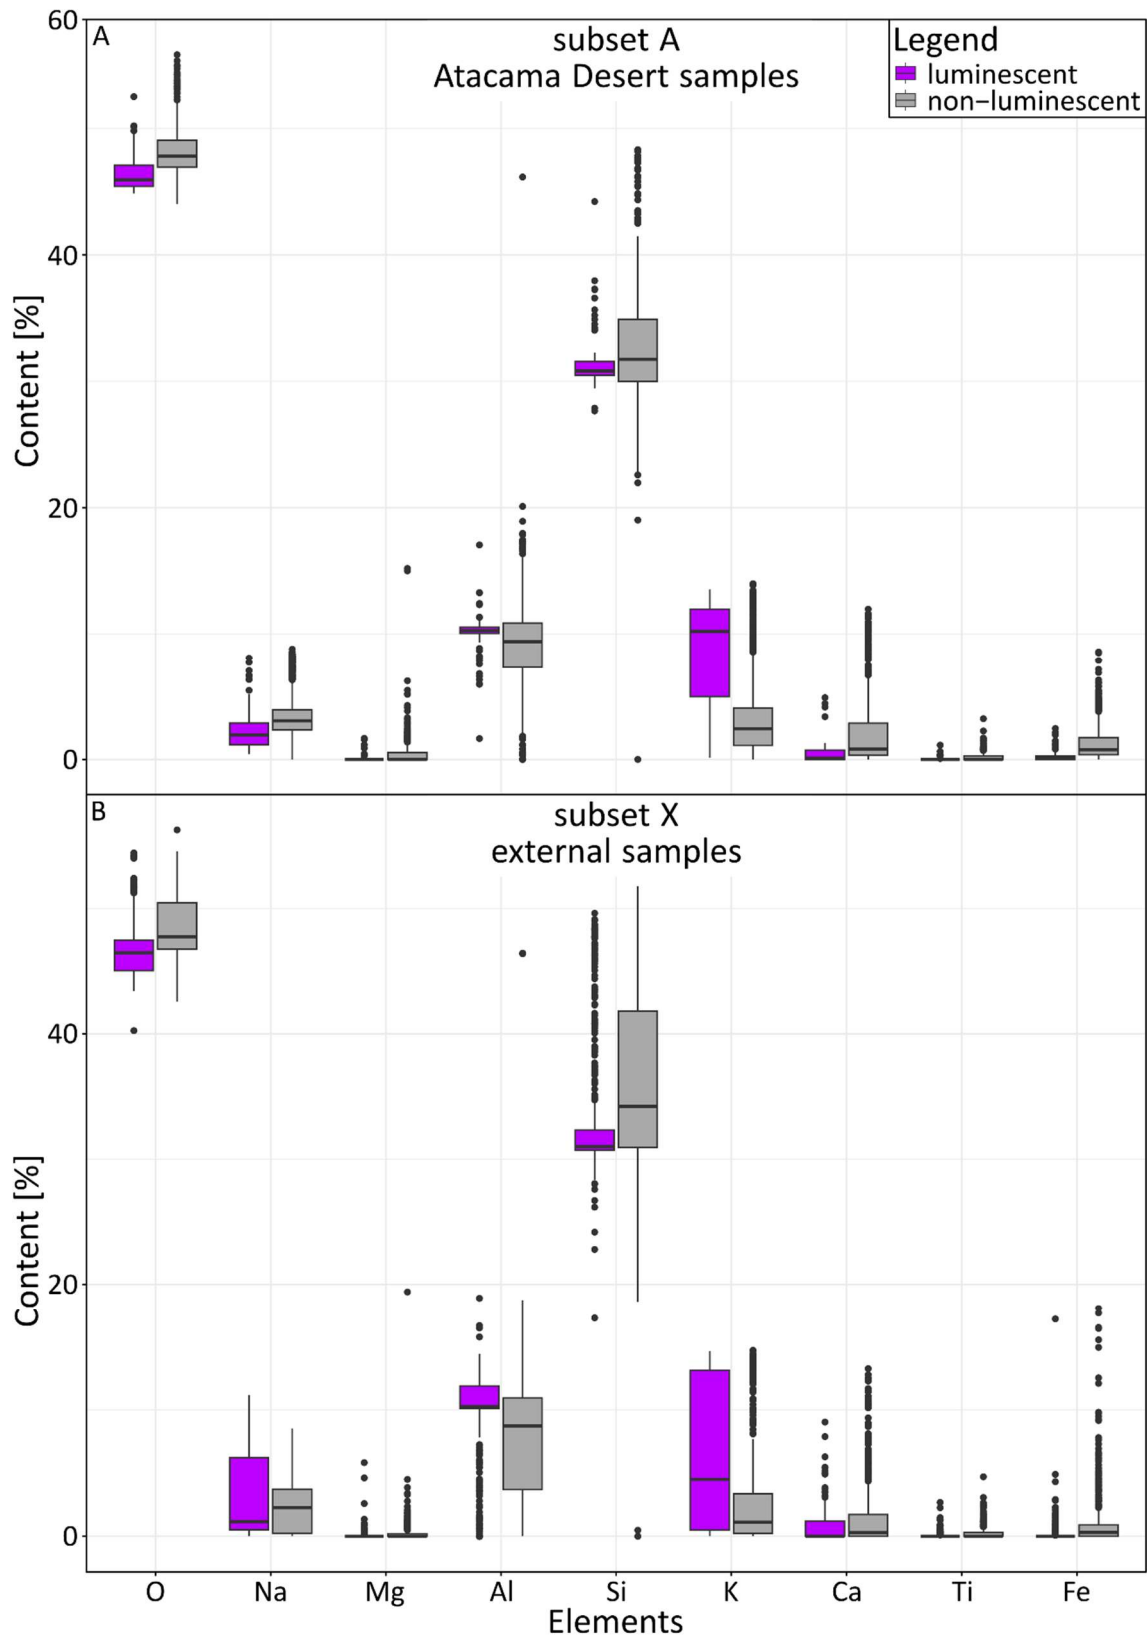 A
subset A
Atacama Desert samples
Legend
luminescent
non−luminescent
60
40
20
0
Content [%]
B
subset X
external samples
40
20
0
Content [%]
O Na Mg Al Si K Ca Ti Fe
Elements